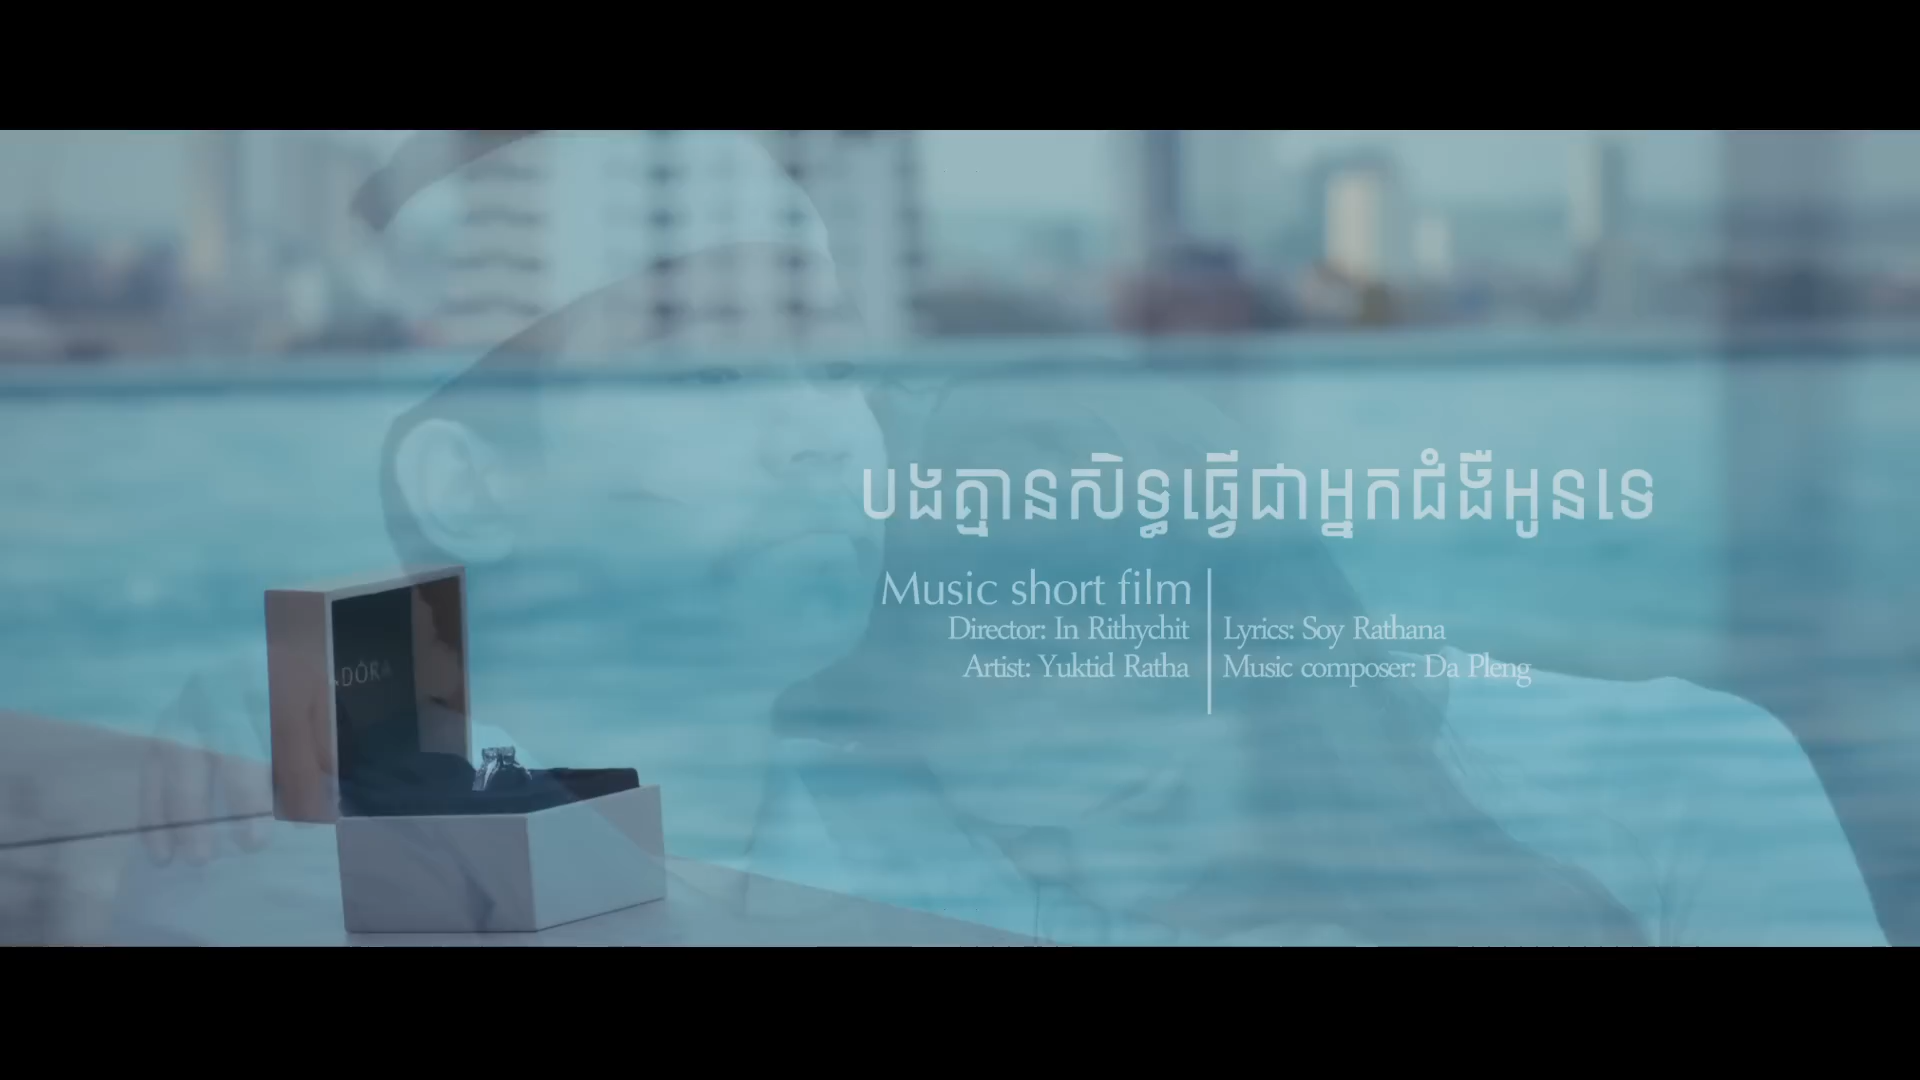 បងគ្មានសិទ្ធធ្វើជាអ្នកជំងឺអូនទេ
Music short film
Director: In Rithychit
Artist: Yuktid Ratha
Lyrics: Soy Rathana
Music composer: Da Pleng